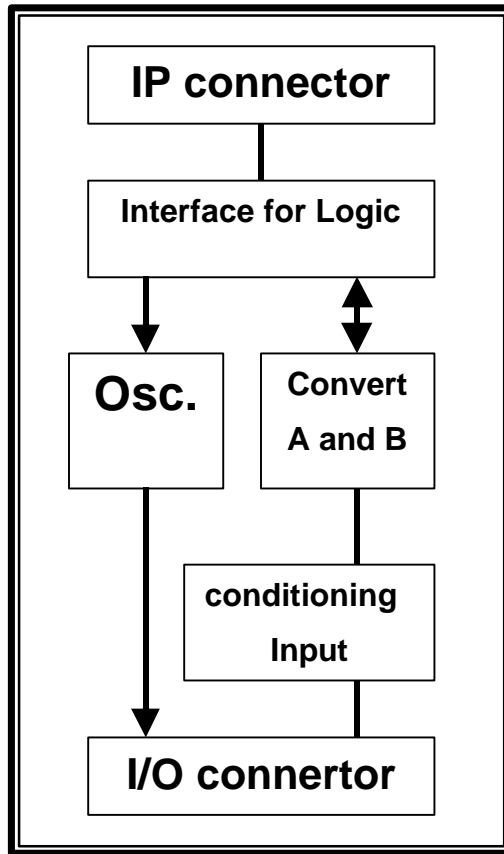 IP connector
Interface for Logic
Osc.
Convert
A and B
conditioning
Input
I/O connertor